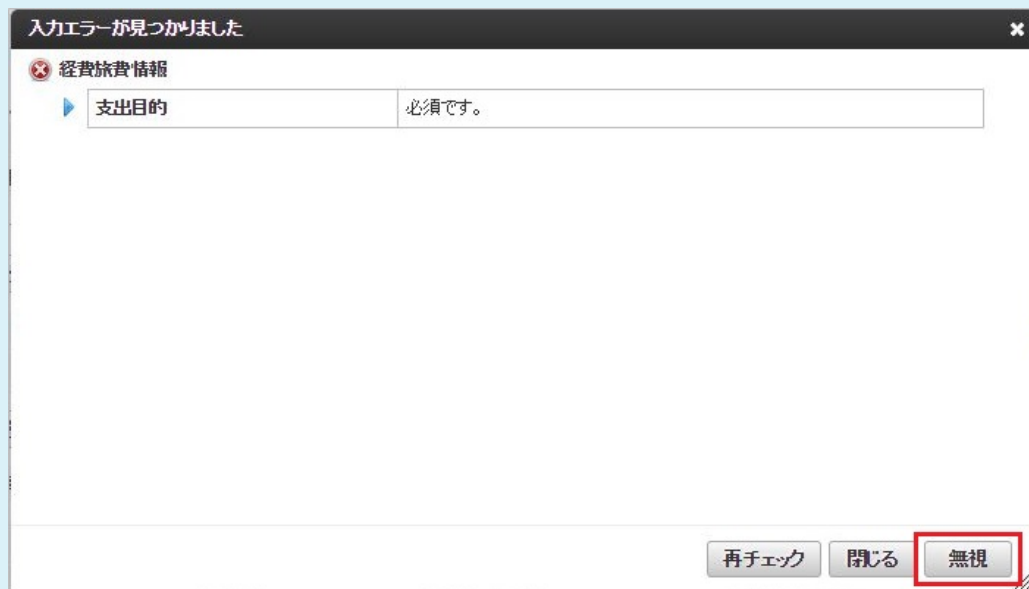 入力エラーが見つかりました
経費旅費情報
支出目的 必須です。
再チェック 閉じる 無視